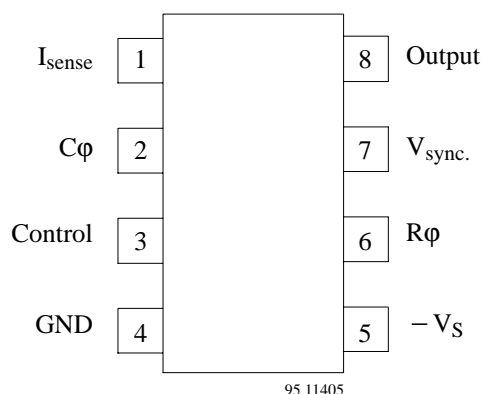 I_sense 1 8 Output
Cφ 2 7 V_sync.
Control 3 6 Rφ
GND 4 5 – V_S
95 11405